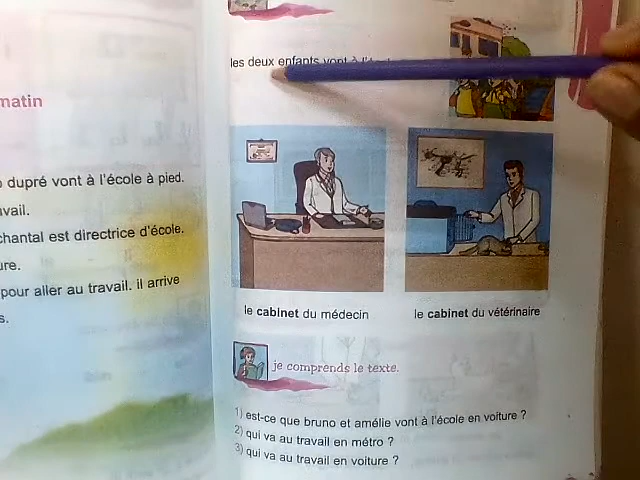 matin
dupré vont à l'école à pied.
avail.
chantal est directrice d'école.
ure.
pour aller au travail. il arrive
s.
les deux enfants vont à
le cabinet du médecin
le cabinet du vétérinaire
je comprends le texte.
1) est-ce que bruno et amélie vont à l'école en voiture ?
2) qui va au travail en métro ?
3) qui va au travail en voiture ?